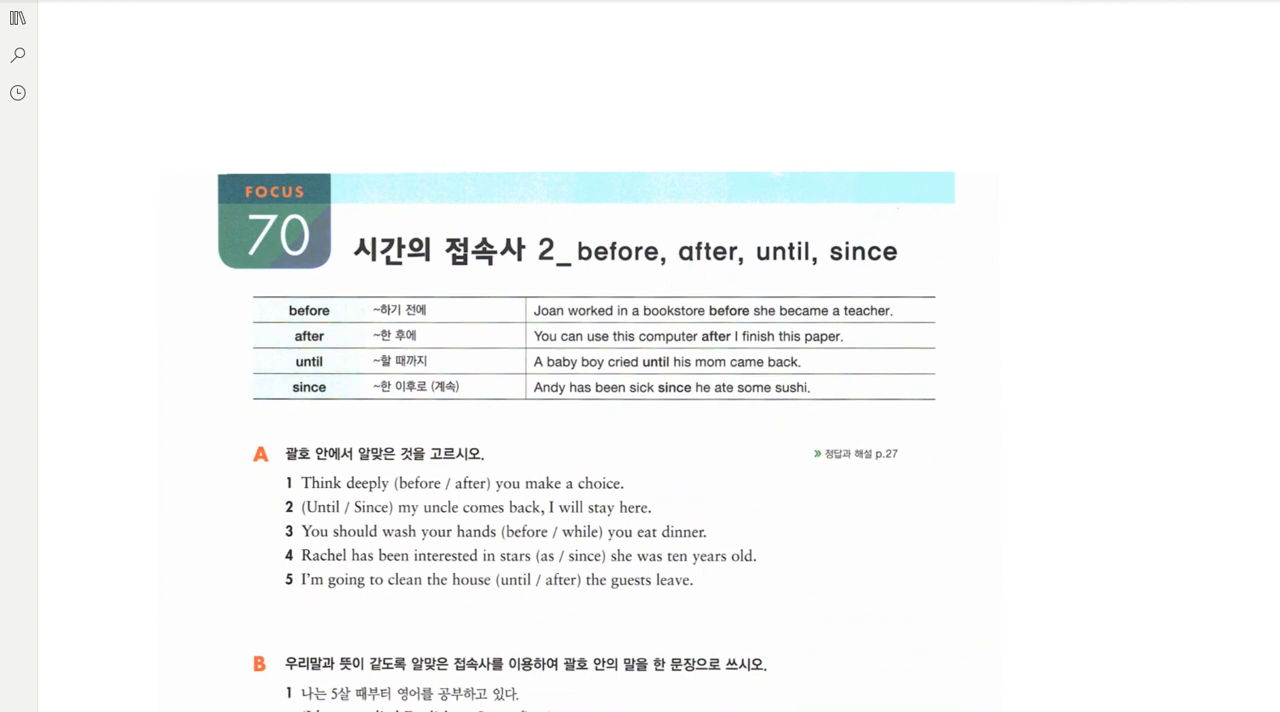 FOCUS
70
시간의 접속사 2_before, after, until, since
before ~하기 전에 Joan worked in a bookstore before she became a teacher.
after ~한 후에 You can use this computer after I finish this paper.
until ~할 때까지 A baby boy cried until his mom came back.
since ~한 이후로 (계속) Andy has been sick since he ate some sushi.
A 괄호 안에서 알맞은 것을 고르시오. » 정답과 해설 p.27
1 Think deeply (before / after) you make a choice.
2 (Until / Since) my uncle comes back, I will stay here.
3 You should wash your hands (before / while) you eat dinner.
4 Rachel has been interested in stars (as / since) she was ten years old.
5 I'm going to clean the house (until / after) the guests leave.
B 우리말과 뜻이 같도록 알맞은 접속사를 이용하여 괄호 안의 말을 한 문장으로 쓰시오.
1 나는 5살 때부터 영어를 공부하고 있다.